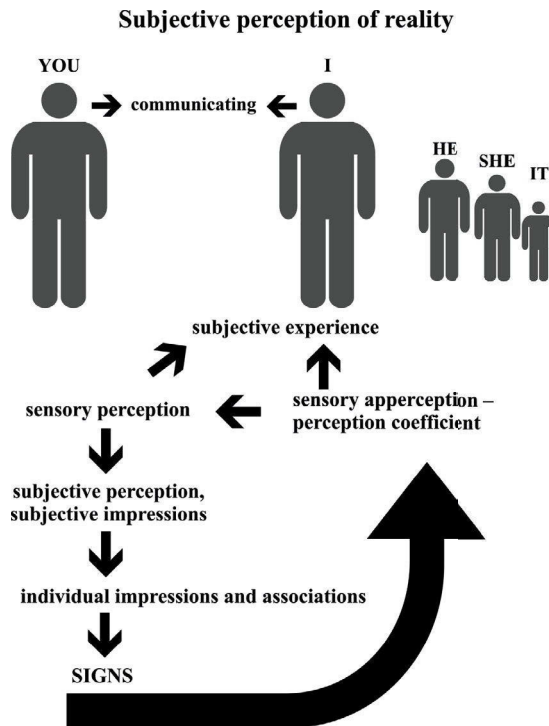 Subjective perception of reality
YOU
I
communicating
HE
SHE
IT
subjective experience
sensory perception
sensory apperception –
perception coefficient
subjective perception,
subjective impressions
individual impressions and associations
SIGNS